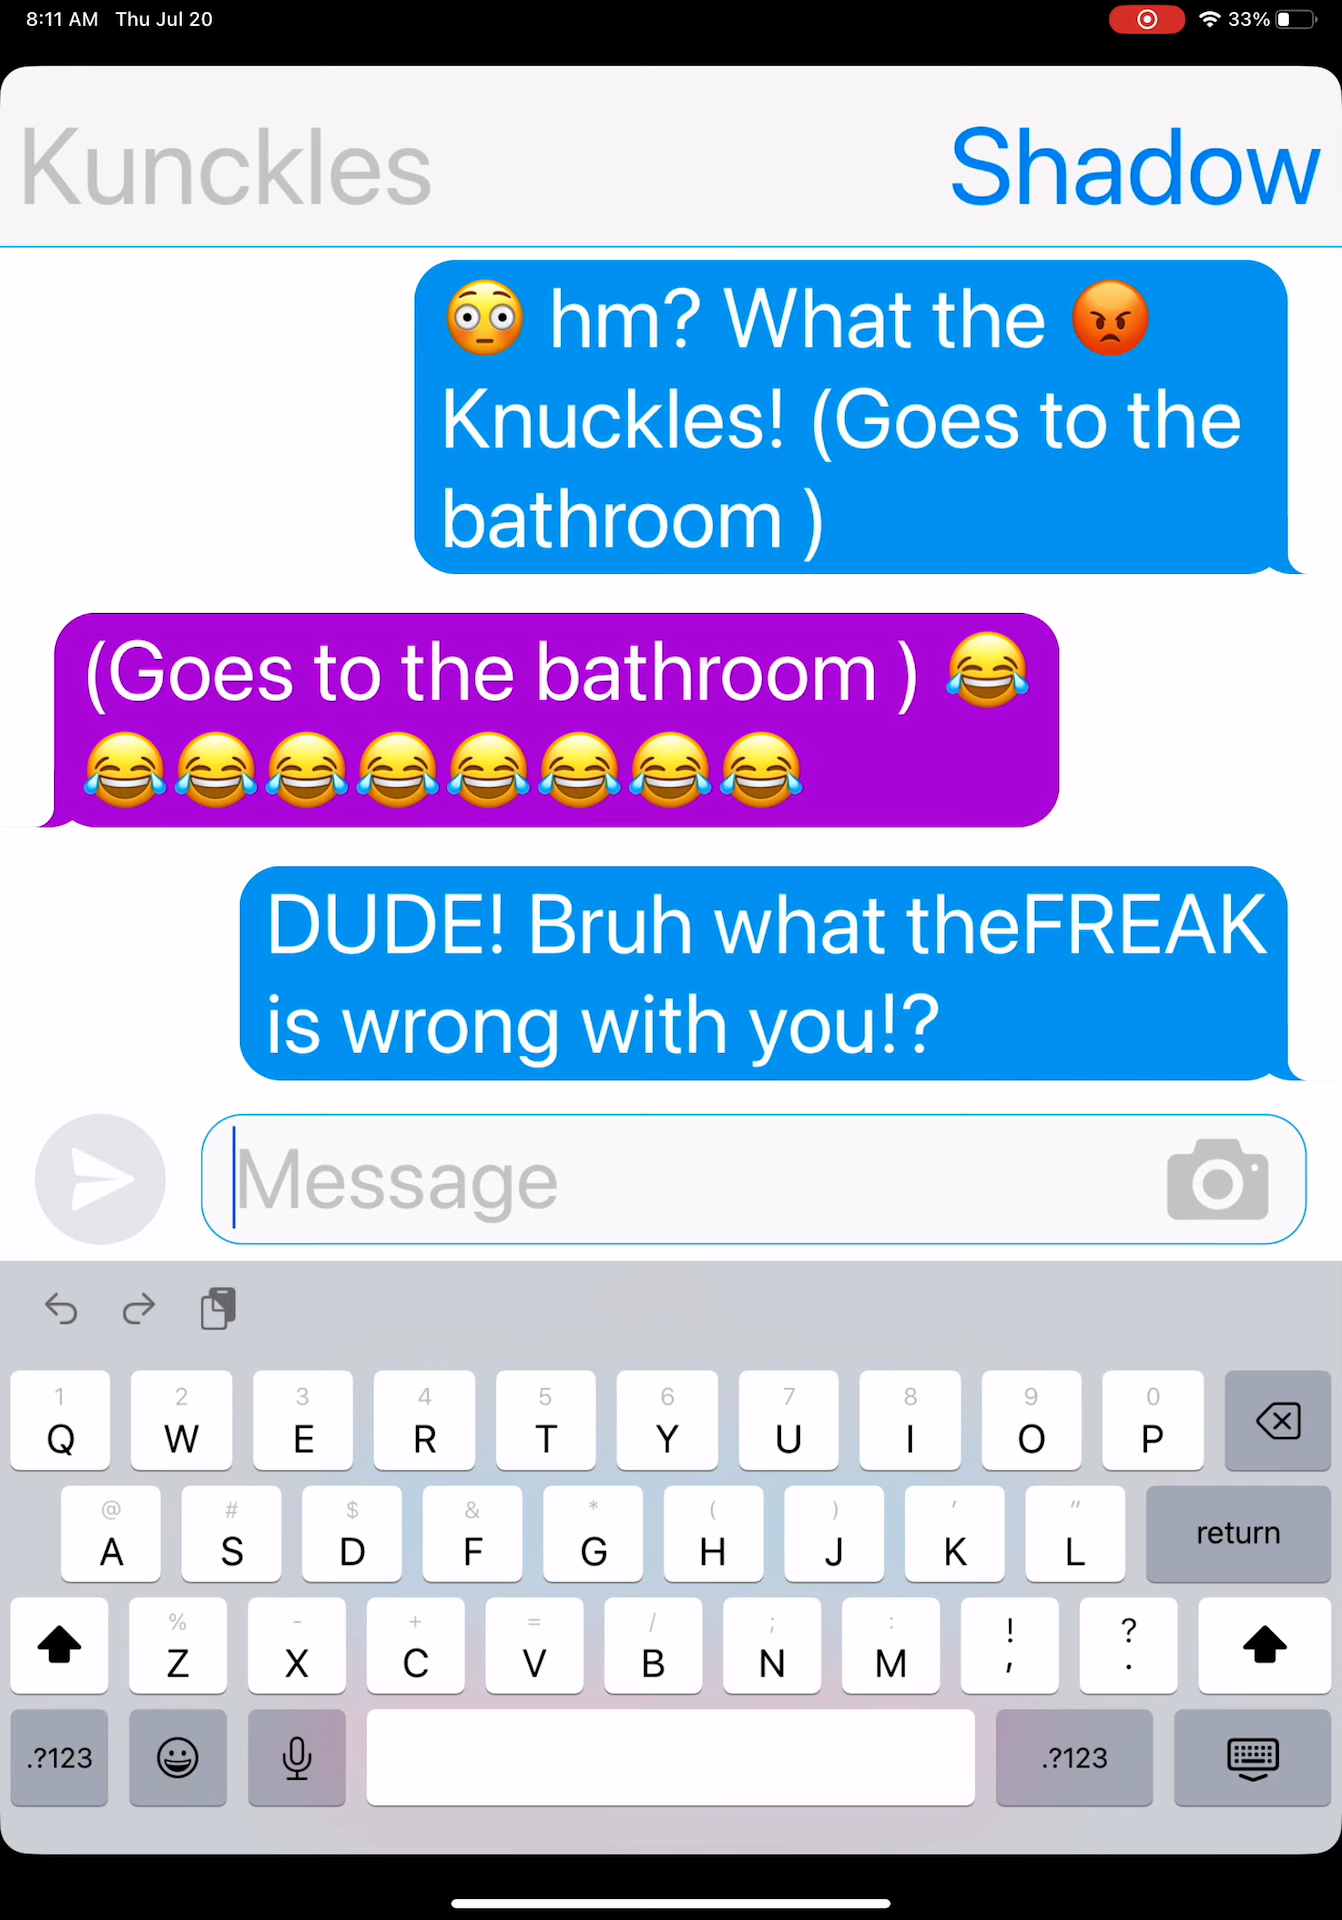 8:11 AM Thu Jul 20 33%
Kunckles Shadow
😳 hm? What the 😡
Knuckles! (Goes to the
bathroom )
(Goes to the bathroom ) 😂
😂😂😂😂😂😂😂😂
DUDE! Bruh what theFREAK
is wrong with you!?
Message
1 2 3 4 5 6 7 8 9 0
Q W E R T Y U I O P
@ # $ & * ( ) ' "
A S D F G H J K L return
% - + = / ; : ! ?
Z X C V B N M , .
.?123 .?123